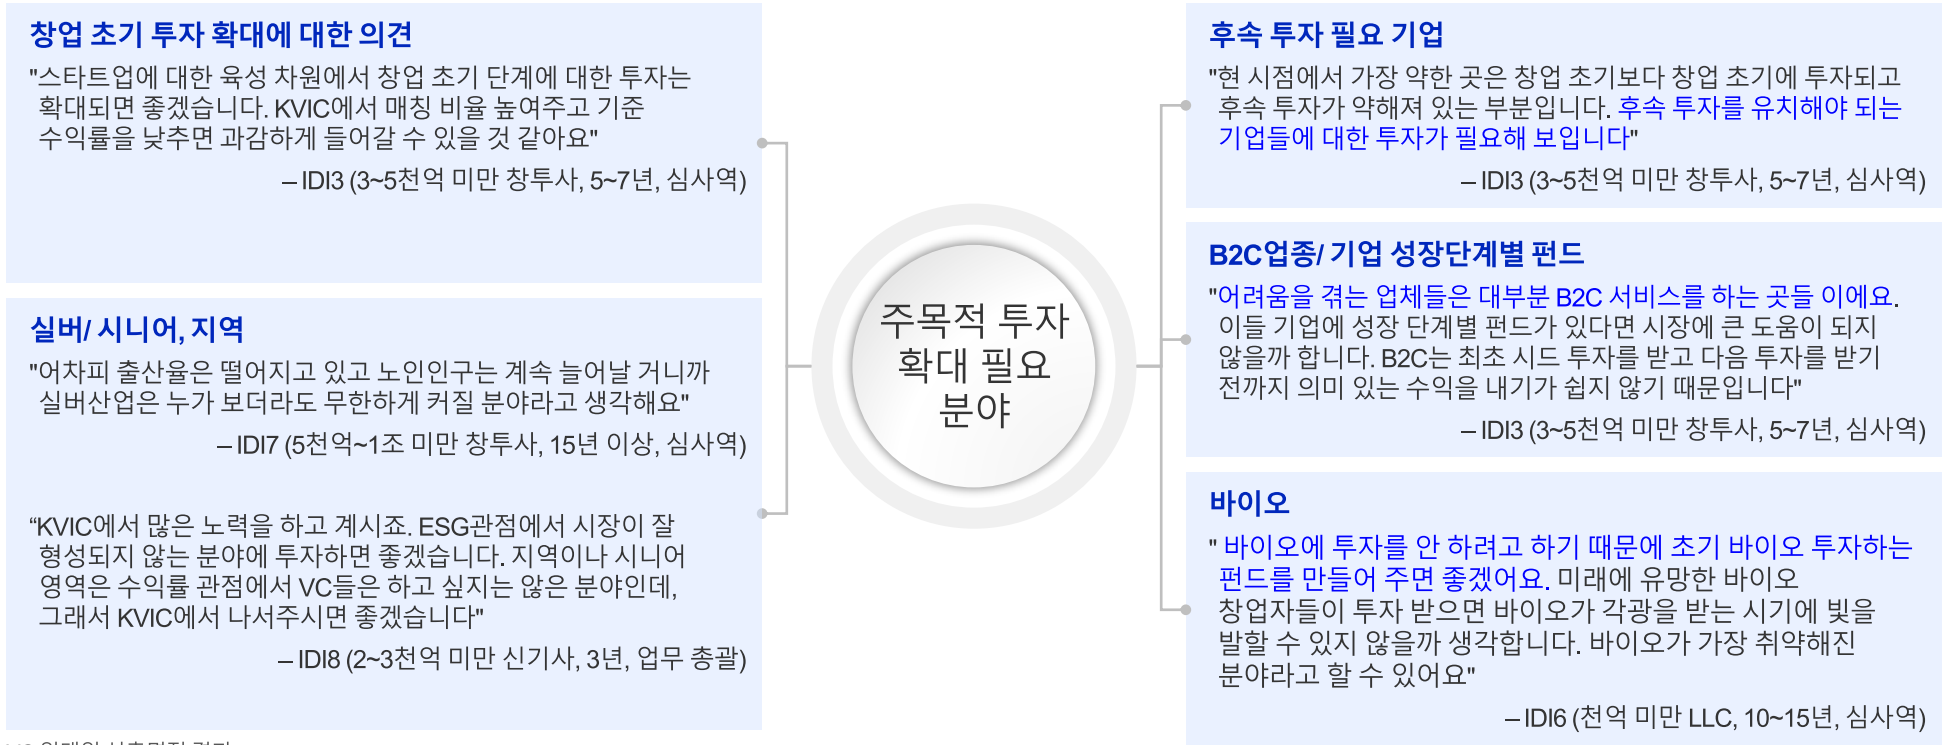 창업 초기 투자 확대에 대한 의견
"스타트업에 대한 육성 차원에서 창업 초기 단계에 대한 투자는
확대되면 좋겠습니다. KVIC에서 매칭 비율 높여주고 기준
수익률을 낮추면 과감하게 들어갈 수 있을 것 같아요"
– IDI3 (3~5천억 미만 창투사, 5~7년, 심사역)
실버/ 시니어, 지역
"어차피 출산율은 떨어지고 있고 노인인구는 계속 늘어날 거니까
실버산업은 누가 보더라도 무한하게 커질 분야라고 생각해요"
– IDI7 (5천억~1조 미만 창투사, 15년 이상, 심사역)
“KVIC에서 많은 노력을 하고 계시죠. ESG관점에서 시장이 잘
형성되지 않는 분야에 투자하면 좋겠습니다. 지역이나 시니어
영역은 수익률 관점에서 VC들은 하고 싶지는 않은 분야인데,
그래서 KVIC에서 나서주시면 좋겠습니다"
– IDI8 (2~3천억 미만 신기사, 3년, 업무 총괄)
주목적 투자
확대 필요
분야
후속 투자 필요 기업
"현 시점에서 가장 약한 곳은 창업 초기보다 창업 초기에 투자되고
후속 투자가 약해져 있는 부분입니다. 후속 투자를 유치해야 되는
기업들에 대한 투자가 필요해 보입니다"
– IDI3 (3~5천억 미만 창투사, 5~7년, 심사역)
B2C업종/ 기업 성장단계별 펀드
"어려움을 겪는 업체들은 대부분 B2C 서비스를 하는 곳들 이에요.
이들 기업에 성장 단계별 펀드가 있다면 시장에 큰 도움이 되지
않을까 합니다. B2C는 최초 시드 투자를 받고 다음 투자를 받기
전까지 의미 있는 수익을 내기가 쉽지 않기 때문입니다"
– IDI3 (3~5천억 미만 창투사, 5~7년, 심사역)
바이오
" 바이오에 투자를 안 하려고 하기 때문에 초기 바이오 투자하는
펀드를 만들어 주면 좋겠어요. 미래에 유망한 바이오
창업자들이 투자 받으면 바이오가 각광을 받는 시기에 빛을
발할 수 있지 않을까 생각합니다. 바이오가 가장 취약해진
분야라고 할 수 있어요"
– IDI6 (천억 미만 LLC, 10~15년, 심사역)